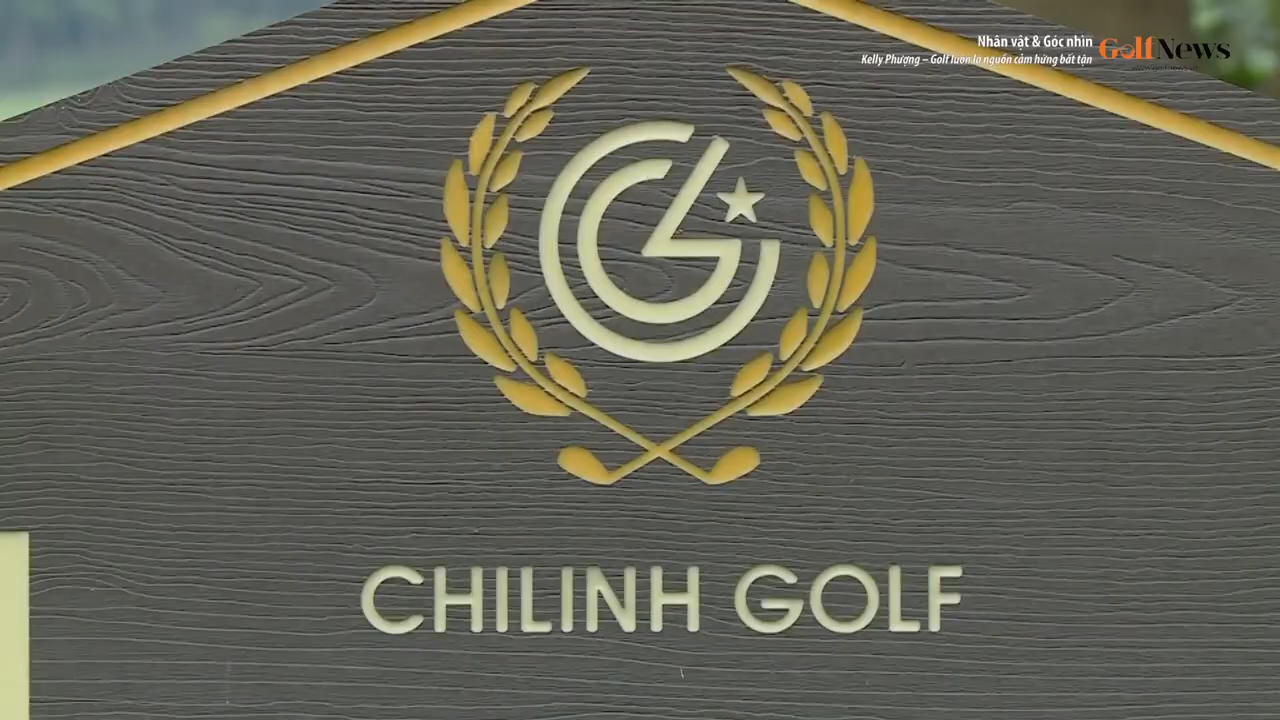 Nhân vật & Góc nhìn
Kelly Phượng – Golf luôn là nguồn cảm hứng bất tận
GolfNews
CHILINH GOLF